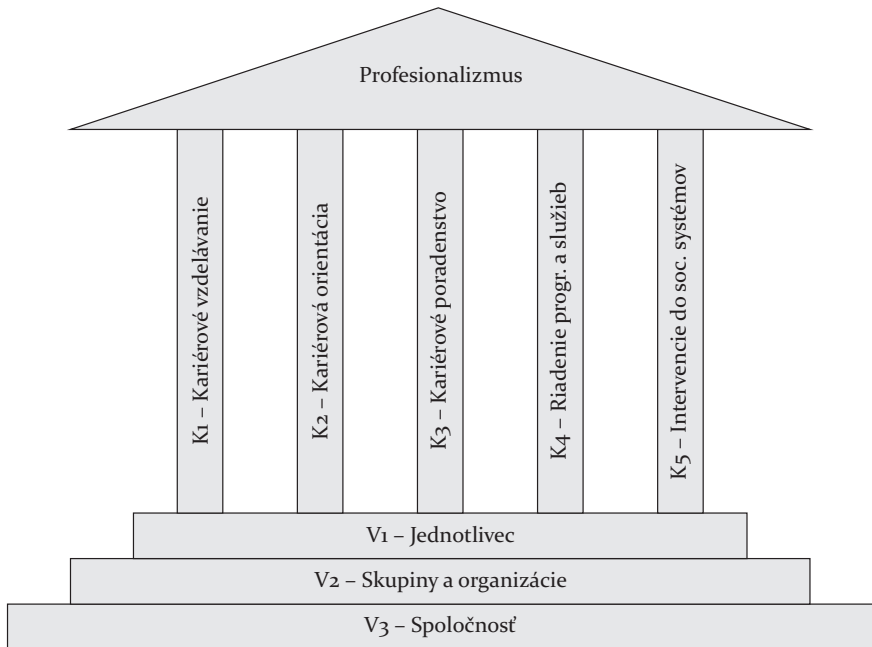 Profesionalizmus
K1 – Kariérové vzdelávanie
K2 – Kariérová orientácia
K3 – Kariérové poradenstvo
K4 – Riadenie progr. a služieb
K5 – Intervencie do soc. systémov
V1 – Jednotlivec
V2 – Skupiny a organizácie
V3 – Spoločnosť